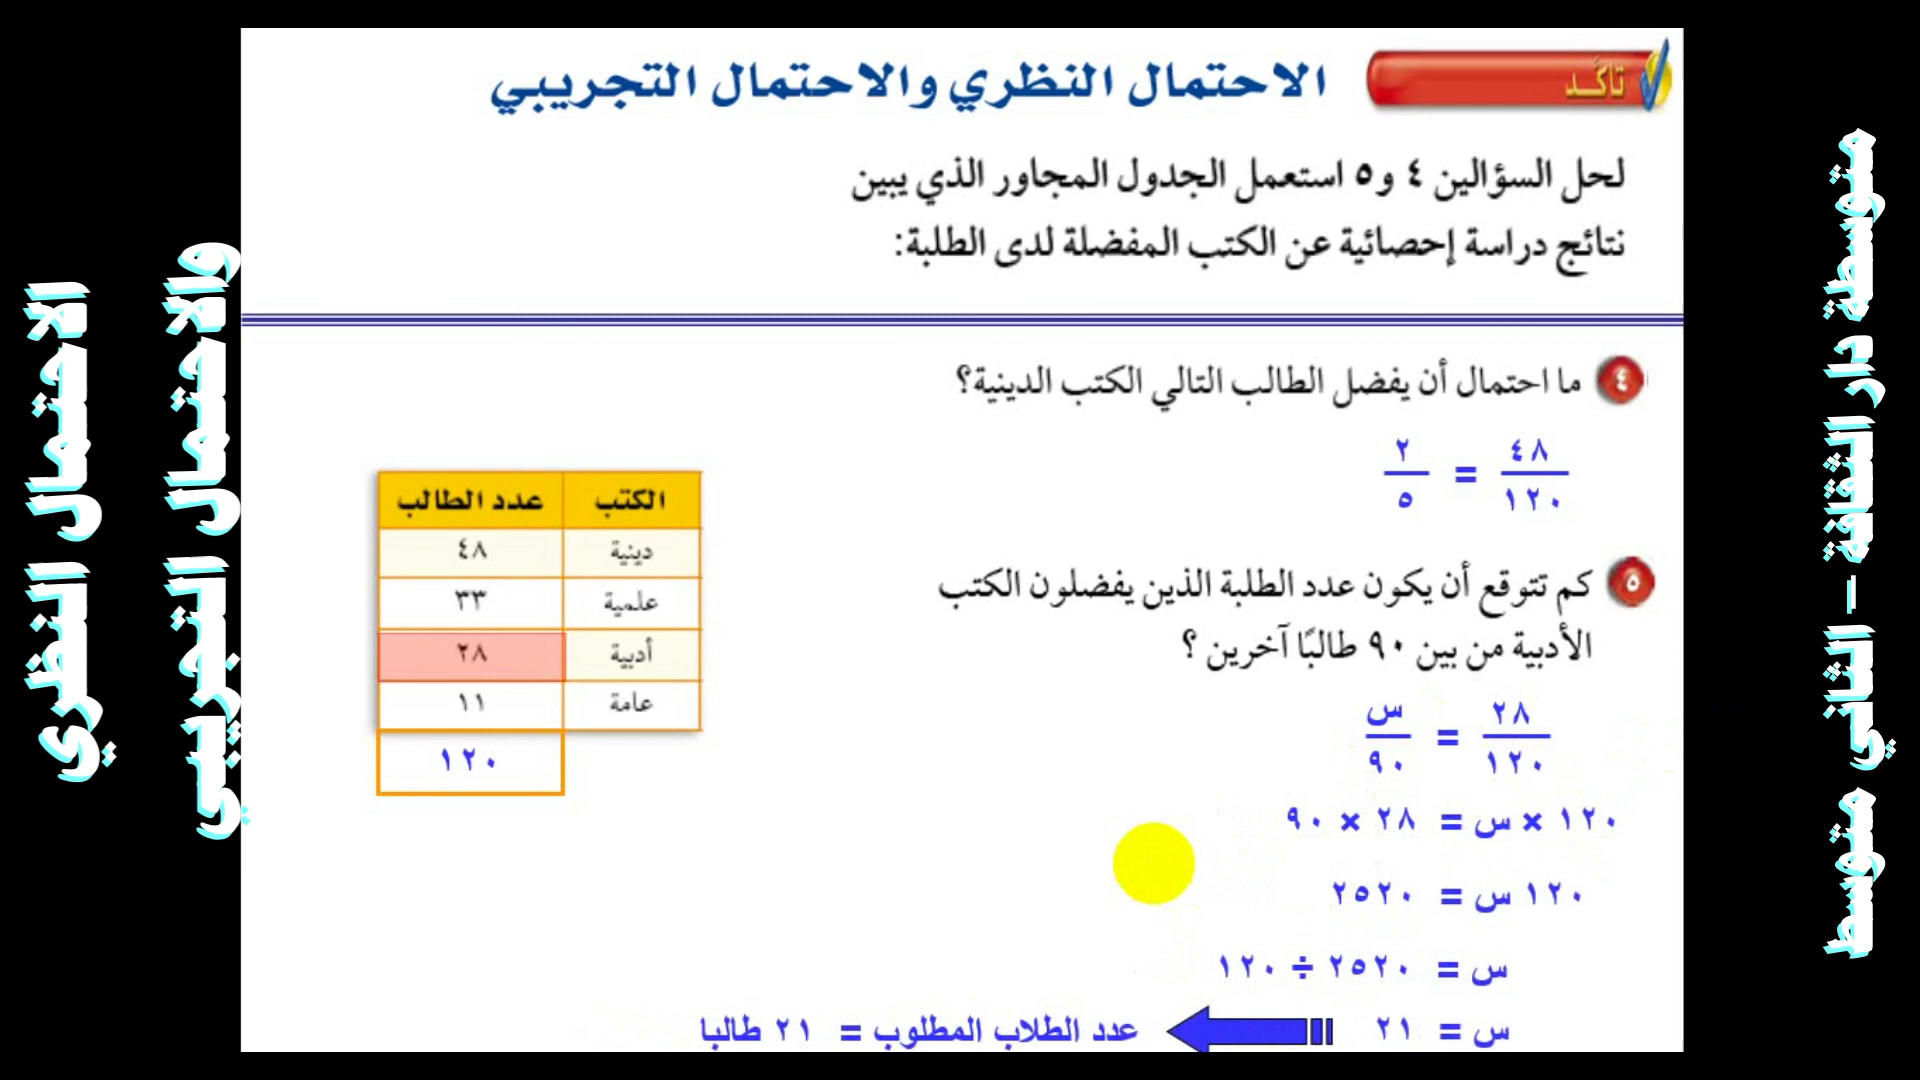 تأكد
الاحتمال النظري والاحتمال التجريبي
لحل السؤالين ٤ و٥ استعمل الجدول المجاور الذي يبين
نتائج دراسة إحصائية عن الكتب المفضلة لدى الطلبة:
٤ ما احتمال أن يفضل الطالب التالي الكتب الدينية؟
٤٨/١٢٠ = ٢/٥
٥ كم تتوقع أن يكون عدد الطلبة الذين يفضلون الكتب
الأدبية من بين ٩٠ طالبًا آخرين ؟
٢٨/١٢٠ = س/٩٠
١٢٠ × س = ٢٨ × ٩٠
١٢٠ س = ٢٥٢٠
س = ٢٥٢٠ ÷ ١٢٠
س = ٢١
عدد الطلاب المطلوب = ٢١ طالبا
الكتب عدد الطالب
دينية ٤٨
علمية ٣٣
أدبية ٢٨
عامة ١١
١٢٠
متوسطة دار الثقافة – الثاني متوسط
الاحتمال النظري
والاحتمال التجريبي